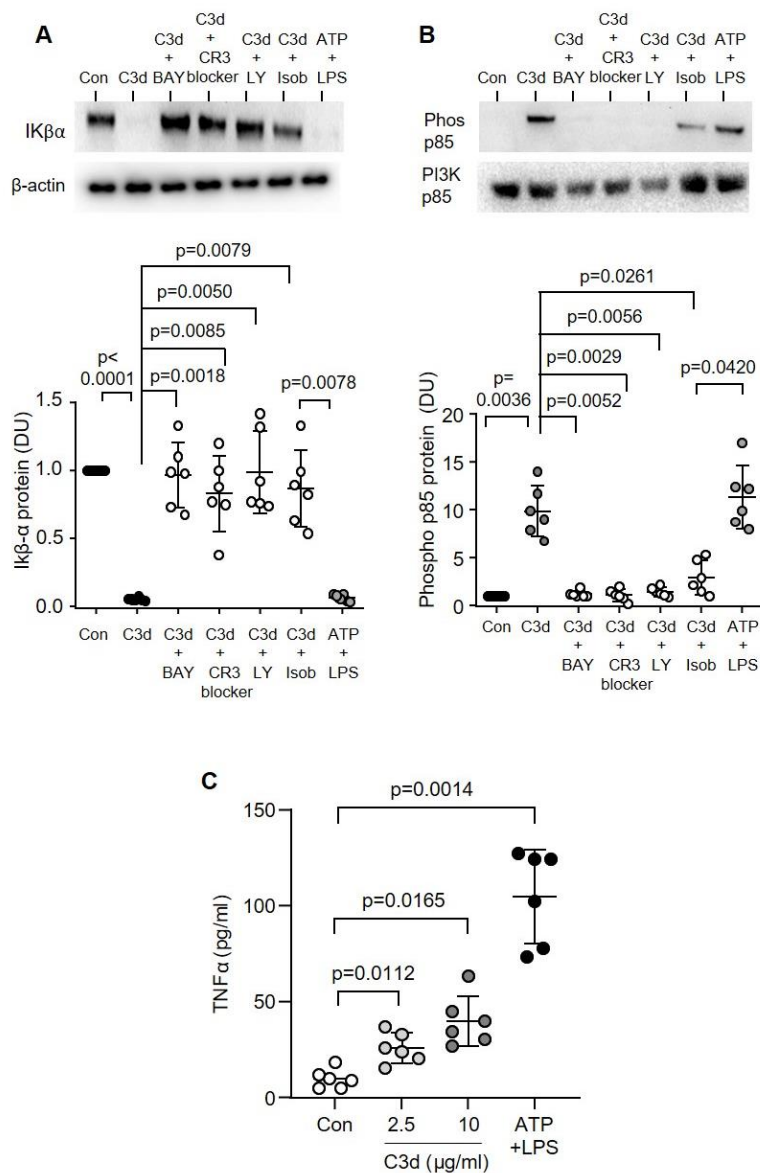 A
Con
C3d
C3d
+
BAY
C3d
+
CR3
blocker
C3d
+
LY
C3d
+
Isob
ATP
+
LPS
IKβα
β-actin
p=0.0079
p=0.0050
p=0.0085
p<
0.0001
p=0.0018
p=0.0078
Ikβ-α protein (DU)
1.0
0.5
0.0
Con
C3d
C3d
+
BAY
C3d
+
CR3
blocker
C3d
+
LY
C3d
+
Isob
ATP
+
LPS
B
Con
C3d
C3d
+
BAY
C3d
+
CR3
blocker
C3d
+
LY
C3d
+
Isob
ATP
+
LPS
Phos
p85
PI3K
p85
p=0.0261
p=0.0056
p=0.0029
p=
0.0036
p=0.0052
p=0.0420
Phospho p85 protein (DU)
20
15
10
5
0
Con
C3d
C3d
+
BAY
C3d
+
CR3
blocker
C3d
+
LY
C3d
+
Isob
ATP
+
LPS
C
p=0.0014
p=0.0165
p=0.0112
TNFα (pg/ml)
150
100
50
0
Con
2.5
10
ATP
+LPS
C3d (µg/ml)